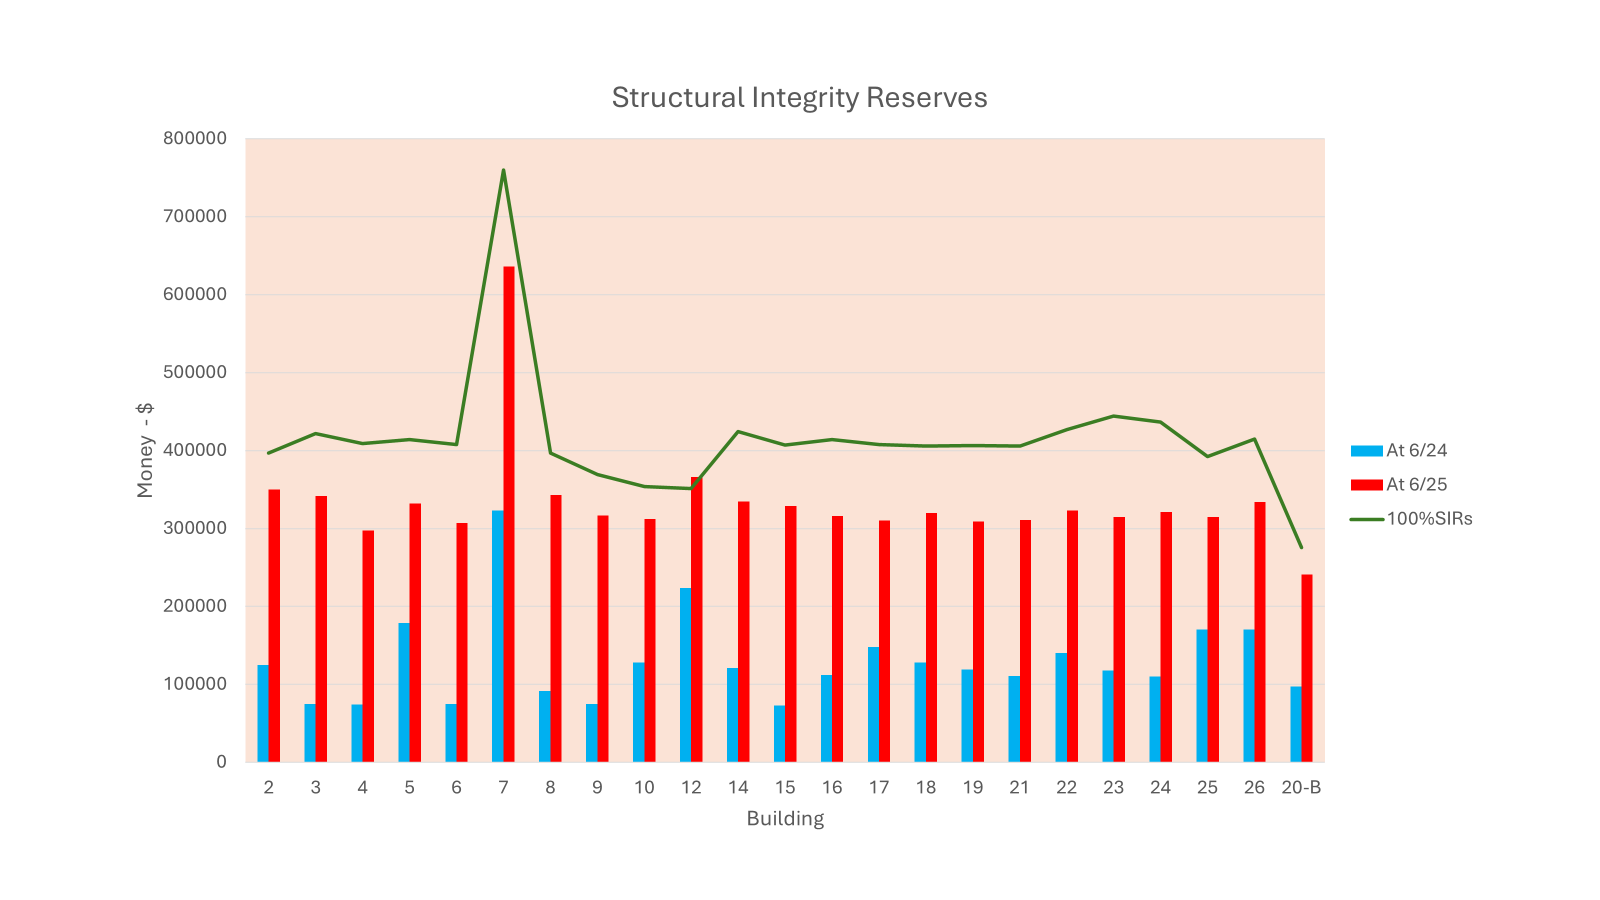 Structural Integrity Reserves
800000
700000
600000
500000
400000
300000
200000
100000
0
Money - $
2 3 4 5 6 7 8 9 10 12 14 15 16 17 18 19 21 22 23 24 25 26 20-B
Building
At 6/24
At 6/25
100%SIRs